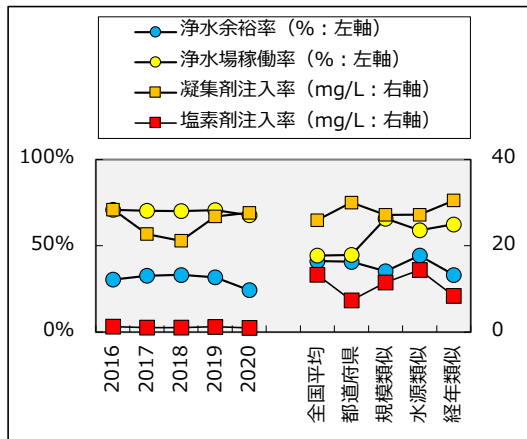 浄水余裕率（%：左軸）
浄水場稼働率（%：左軸）
凝集剤注入率（mg/L：右軸）
塩素剤注入率（mg/L：右軸）
100%
40
50%
20
0%
0
2016
2017
2018
2019
2020
全国平均
都道府県
規模類似
水源類似
経年類似